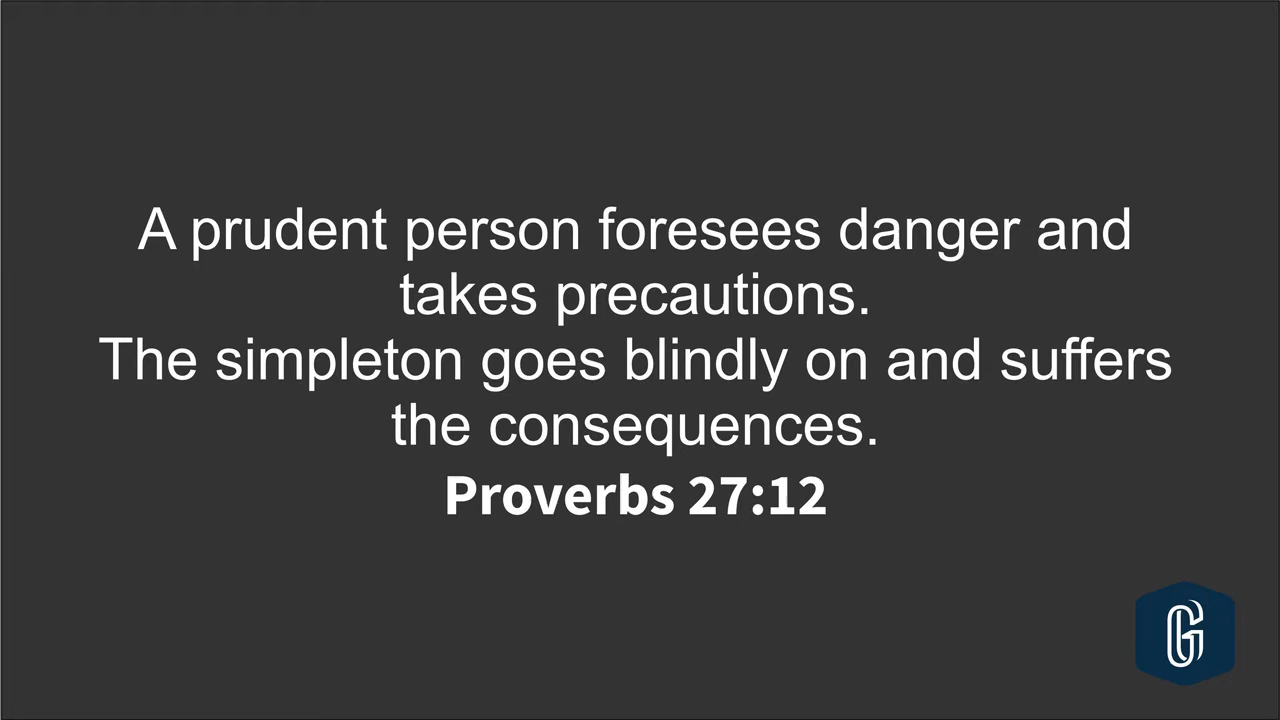 A prudent person foresees danger and
takes precautions.
The simpleton goes blindly on and suffers
the consequences.
Proverbs 27:12
G